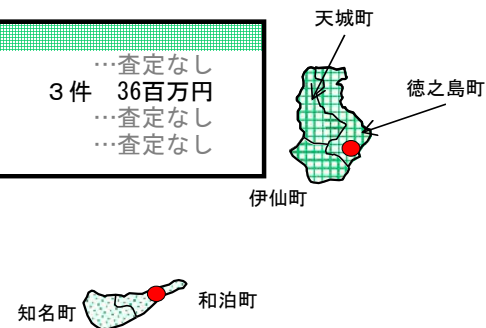 …査定なし
３件　36百万円
…査定なし
…査定なし
天城町
徳之島町
伊仙町
知名町
和泊町